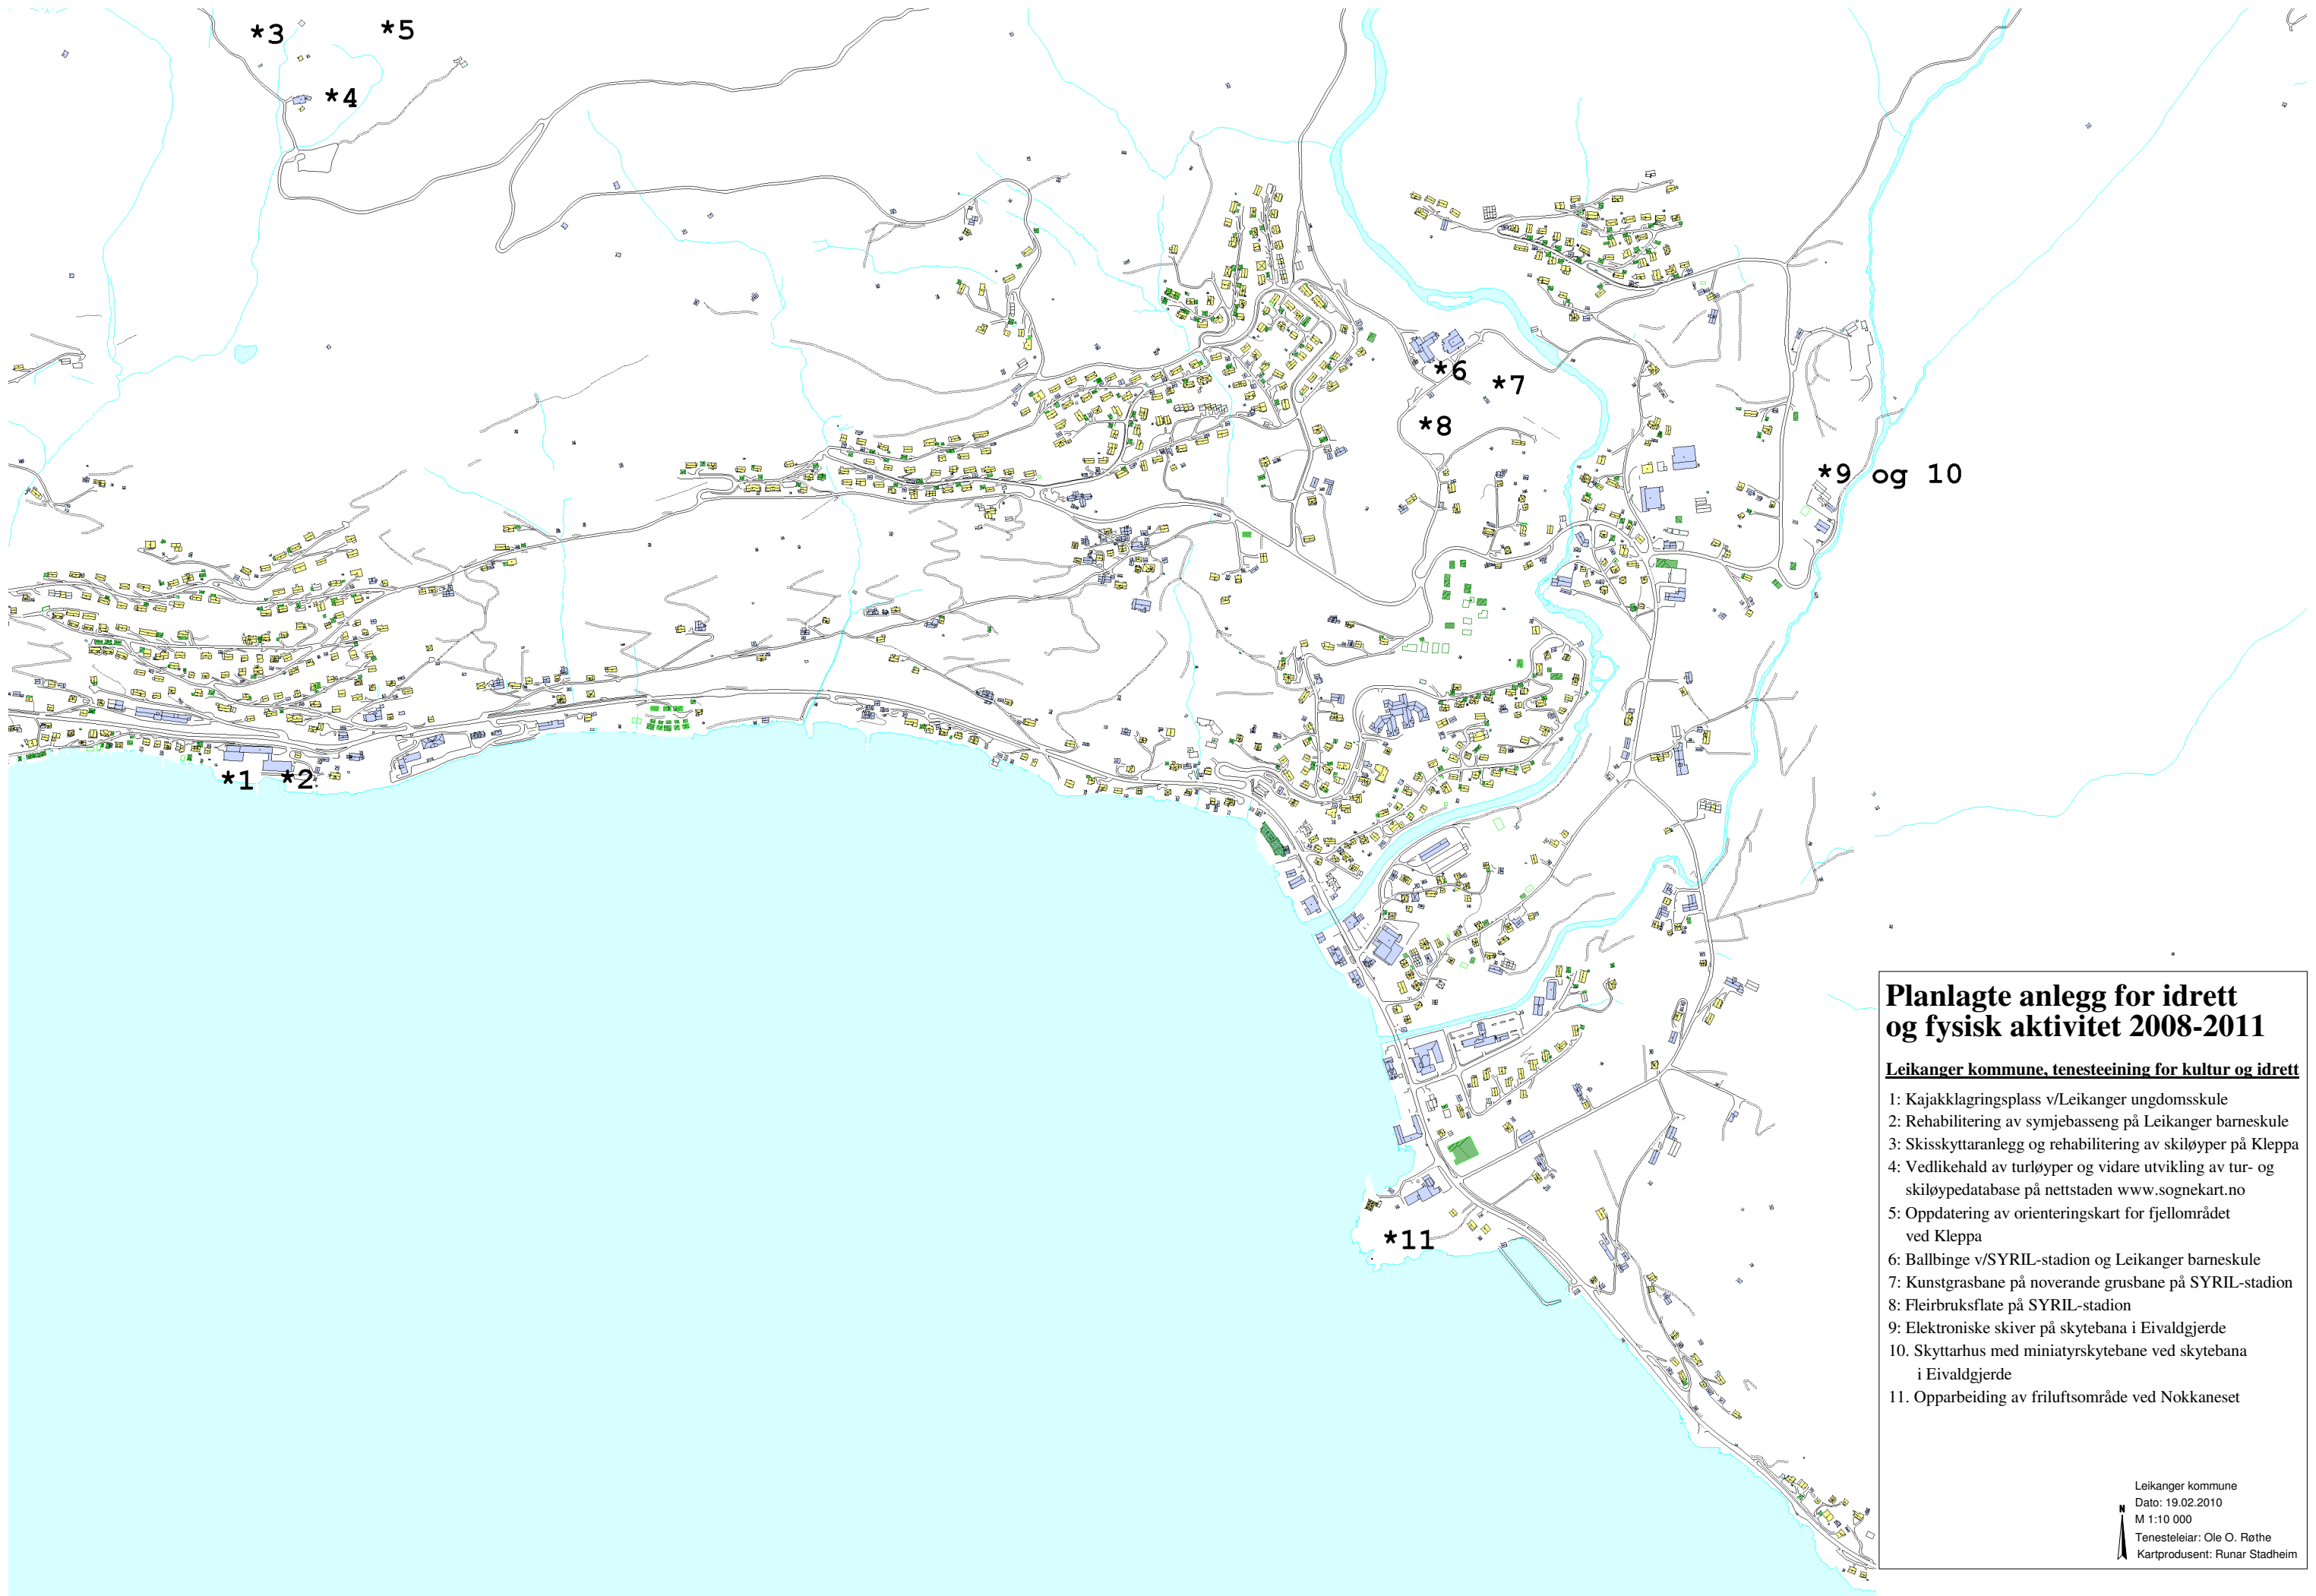 *3
*5
*4
*6
*7
*8
*9 og 10
*1
*2
*11
Planlagte anlegg for idrett
og fysisk aktivitet 2008-2011
Leikanger kommune, tenesteeining for kultur og idrett
1: Kajakklagringsplass v/Leikanger ungdomsskule
2: Rehabilitering av symjebasseng på Leikanger barneskule
3: Skisskyttaranlegg og rehabilitering av skiløyper på Kleppa
4: Vedlikehald av turløyper og vidare utvikling av tur- og
skiløypedatabase på nettstaden www.sognekart.no
5: Oppdatering av orienteringskart for fjellområdet
ved Kleppa
6: Ballbinge v/SYRIL-stadion og Leikanger barneskule
7: Kunstgrasbane på noverande grusbane på SYRIL-stadion
8: Fleirbruksflate på SYRIL-stadion
9: Elektroniske skiver på skytebana i Eivaldgjerde
10. Skyttarhus med miniatyrskytebane ved skytebana
i Eivaldgjerde
11. Opparbeiding av friluftsområde ved Nokkaneset
Leikanger kommune
Dato: 19.02.2010
N
M 1:10 000
Tenesteleiar: Ole O. Røthe
Kartprodusent: Runar Stadheim